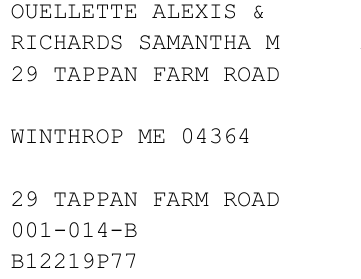 OUELLETTE ALEXIS &
RICHARDS SAMANTHA M
29 TAPPAN FARM ROAD
WINTHROP ME 04364
29 TAPPAN FARM ROAD
001-014-B
B12219P77